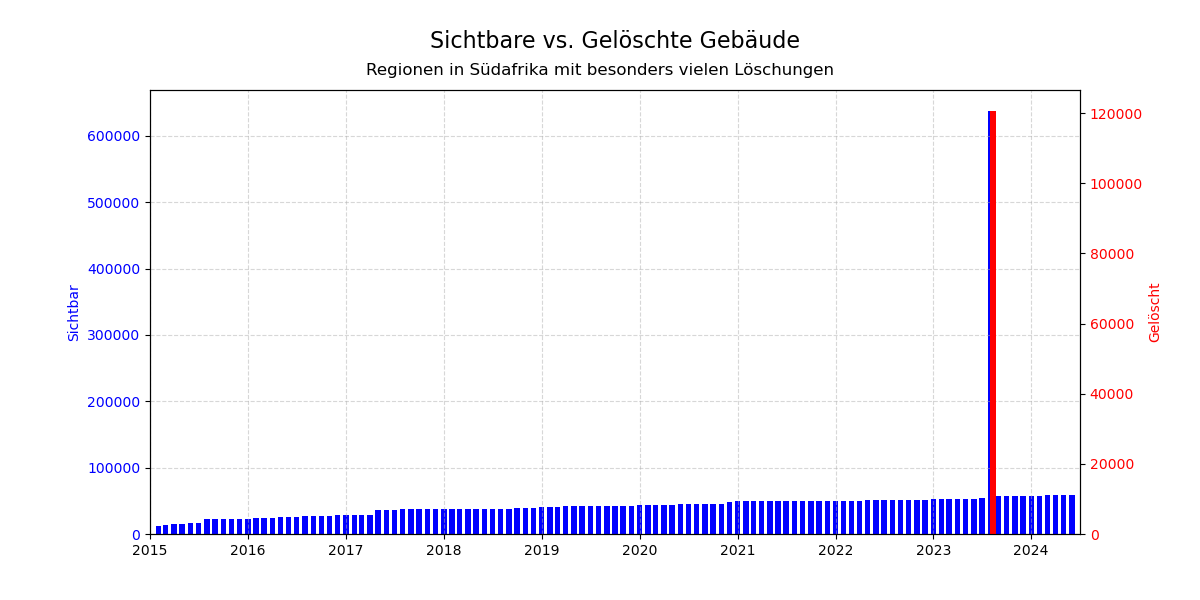 Sichtbare vs. Gelöschte Gebäude
Regionen in Südafrika mit besonders vielen Löschungen
Sichtbar
600000
500000
400000
300000
200000
100000
0
Gelöscht
120000
100000
80000
60000
40000
20000
0
2015 2016 2017 2018 2019 2020 2021 2022 2023 2024